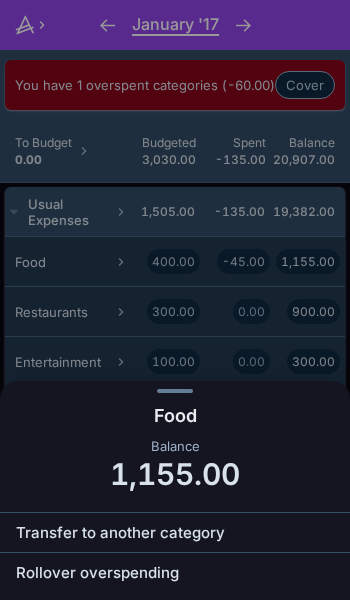 January '17
You have 1 overspent categories (-60.00) Cover
To Budget Budgeted Spent Balance
0.00 3,030.00 -135.00 20,907.00
Usual Expenses 1,505.00 -135.00 19,382.00
Food 400.00 -45.00 1,155.00
Restaurants 300.00 0.00 900.00
Entertainment 100.00 0.00 300.00
Food
Balance
1,155.00
Transfer to another category
Rollover overspending